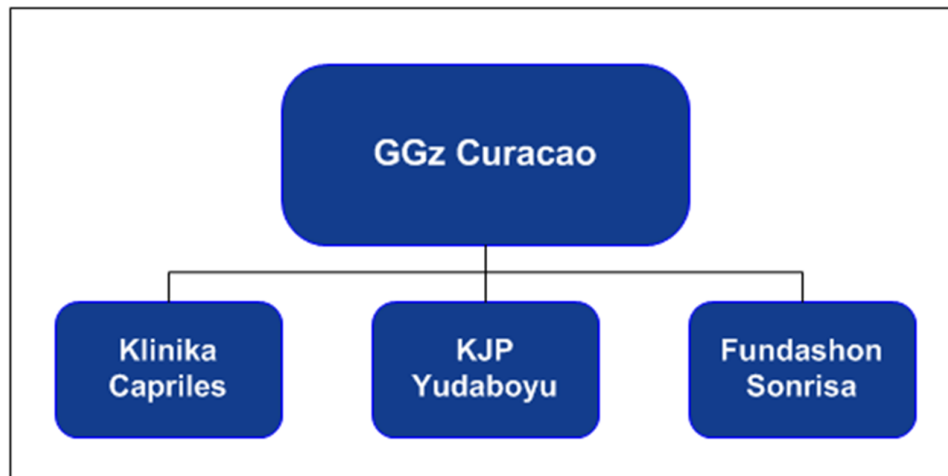 GGz Curacao
Klinika
Capriles
KJP
Yudaboyu
Fundashon
Sonrisa